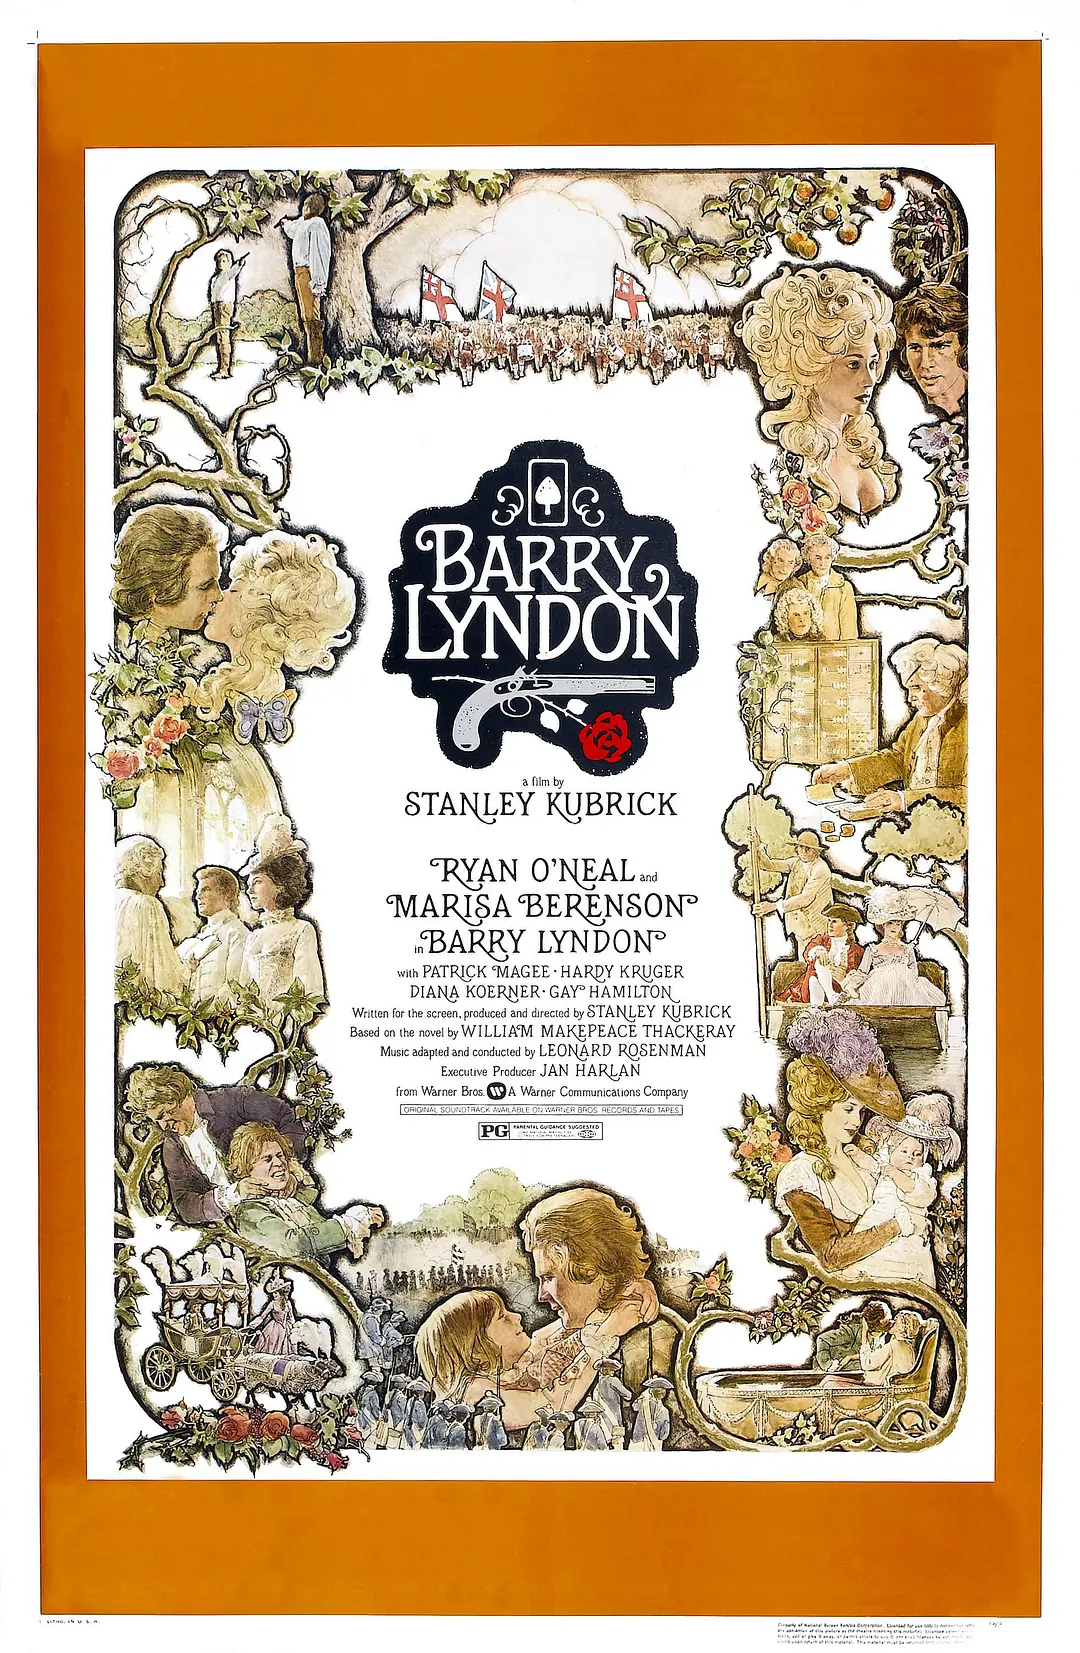 BARRY
LYNDON
a film by
STANLEY KUBRICK
RYAN O'NEAL and
MARISA BERENSON
in BARRY LYNDON
with PATRICK MAGEE · HARDY KRUGER
DIANA KOERNER · GAY HAMILTON
Written for the screen, produced and directed by STANLEY KUBRICK
Based on the novel by WILLIAM MAKEPEACE THACKERAY
Music adapted and conducted by LEONARD ROSENMAN
Executive Producer JAN HARLAN
from Warner Bros. A Warner Communications Company
ORIGINAL SOUNDTRACK AVAILABLE ON WARNER BROS. RECORDS AND TAPES
PG PARENTAL GUIDANCE SUGGESTED
LITHO. IN U.S.A.